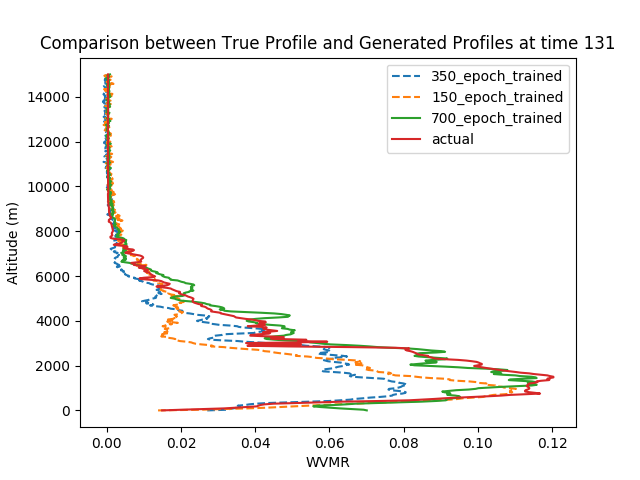 Comparison between True Profile and Generated Profiles at time 131
350_epoch_trained
150_epoch_trained
700_epoch_trained
actual
Altitude (m)
14000
12000
10000
8000
6000
4000
2000
0
0.00 0.02 0.04 0.06 0.08 0.10 0.12
WVMR